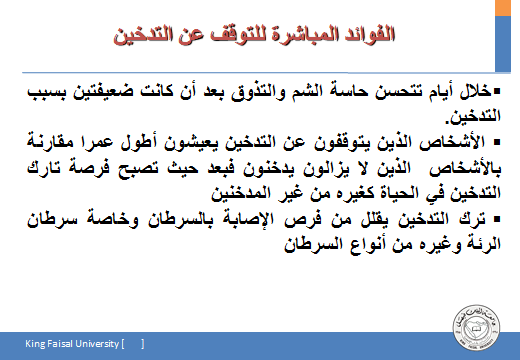 الفوائد المباشرة للتوقف عن التدخين
▪خلال أيام تتحسن حاسة الشم والتذوق بعد أن كانت ضعيفتين بسبب
التدخين.
▪ الأشخاص الذين يتوقفون عن التدخين يعيشون أطول عمرا مقارنة
بالأشخاص الذين لا يزالون يدخنون فبعد حيث تصبح فرصة تارك
التدخين في الحياة كغيره من غير المدخنين
▪ ترك التدخين يقلل من فرص الإصابة بالسرطان وخاصة سرطان
الرئة وغيره من أنواع السرطان
King Faisal University [ ]